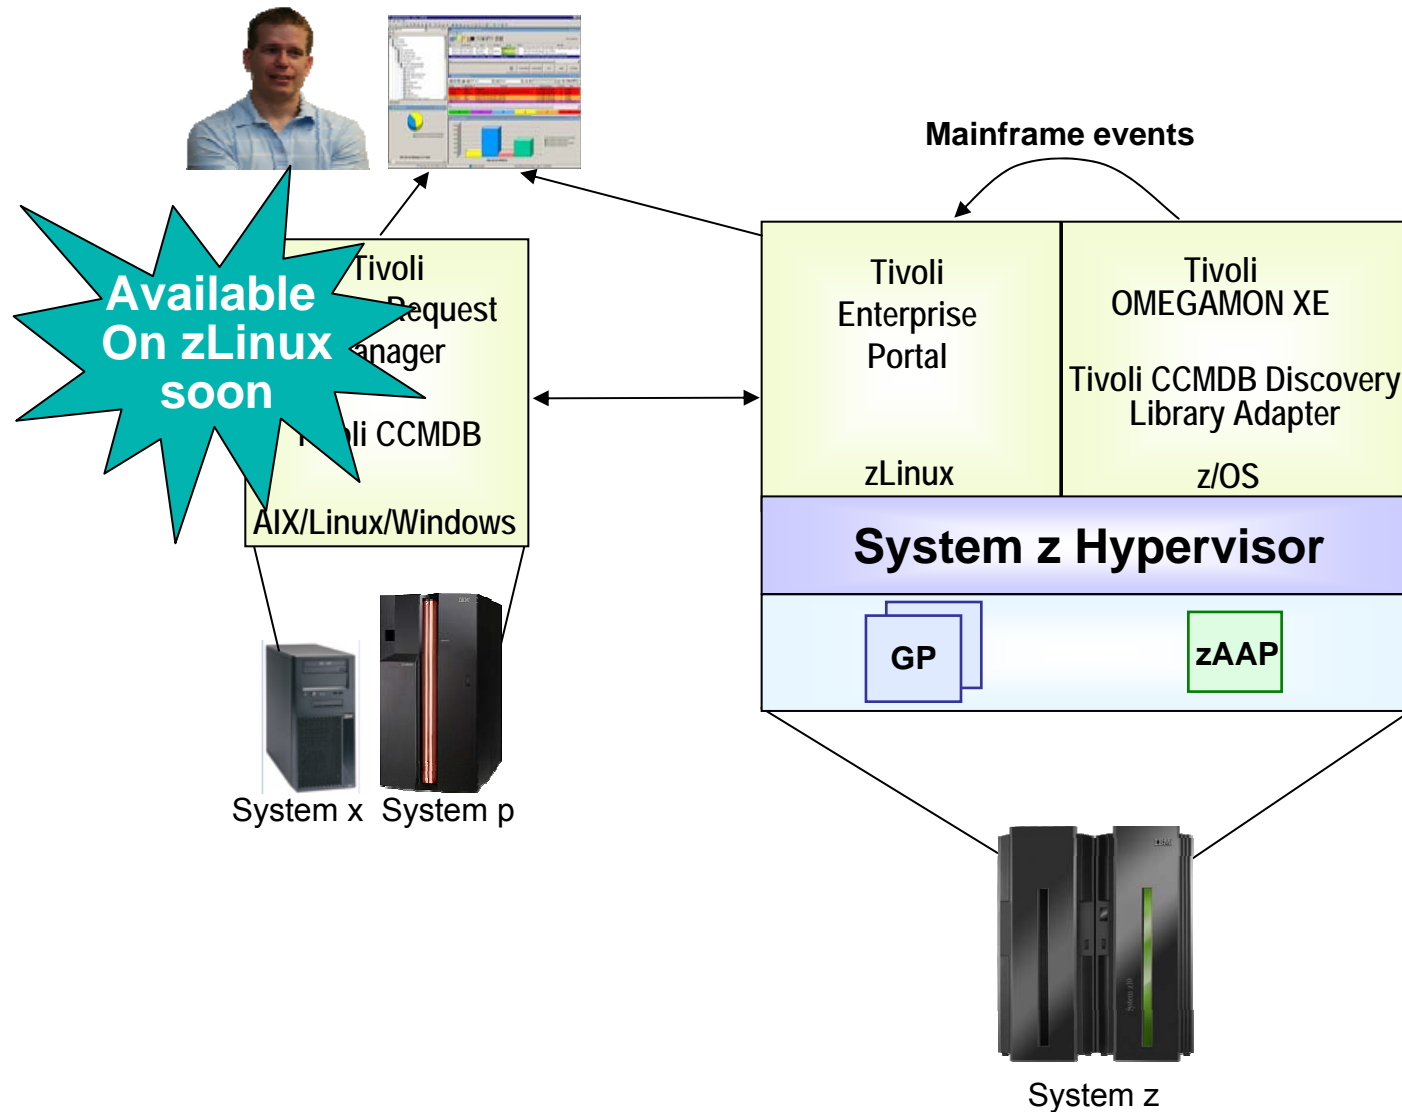 Mainframe events
Available
On zLinux
soon
Tivoli
Request
anager
CCMDB
AIX/Linux/Windows
Tivoli
Enterprise
Portal
zLinux
Tivoli
OMEGAMON XE
Tivoli CCMDB Discovery
Library Adapter
z/OS
System z Hypervisor
GP
zAAP
System x System p
System z